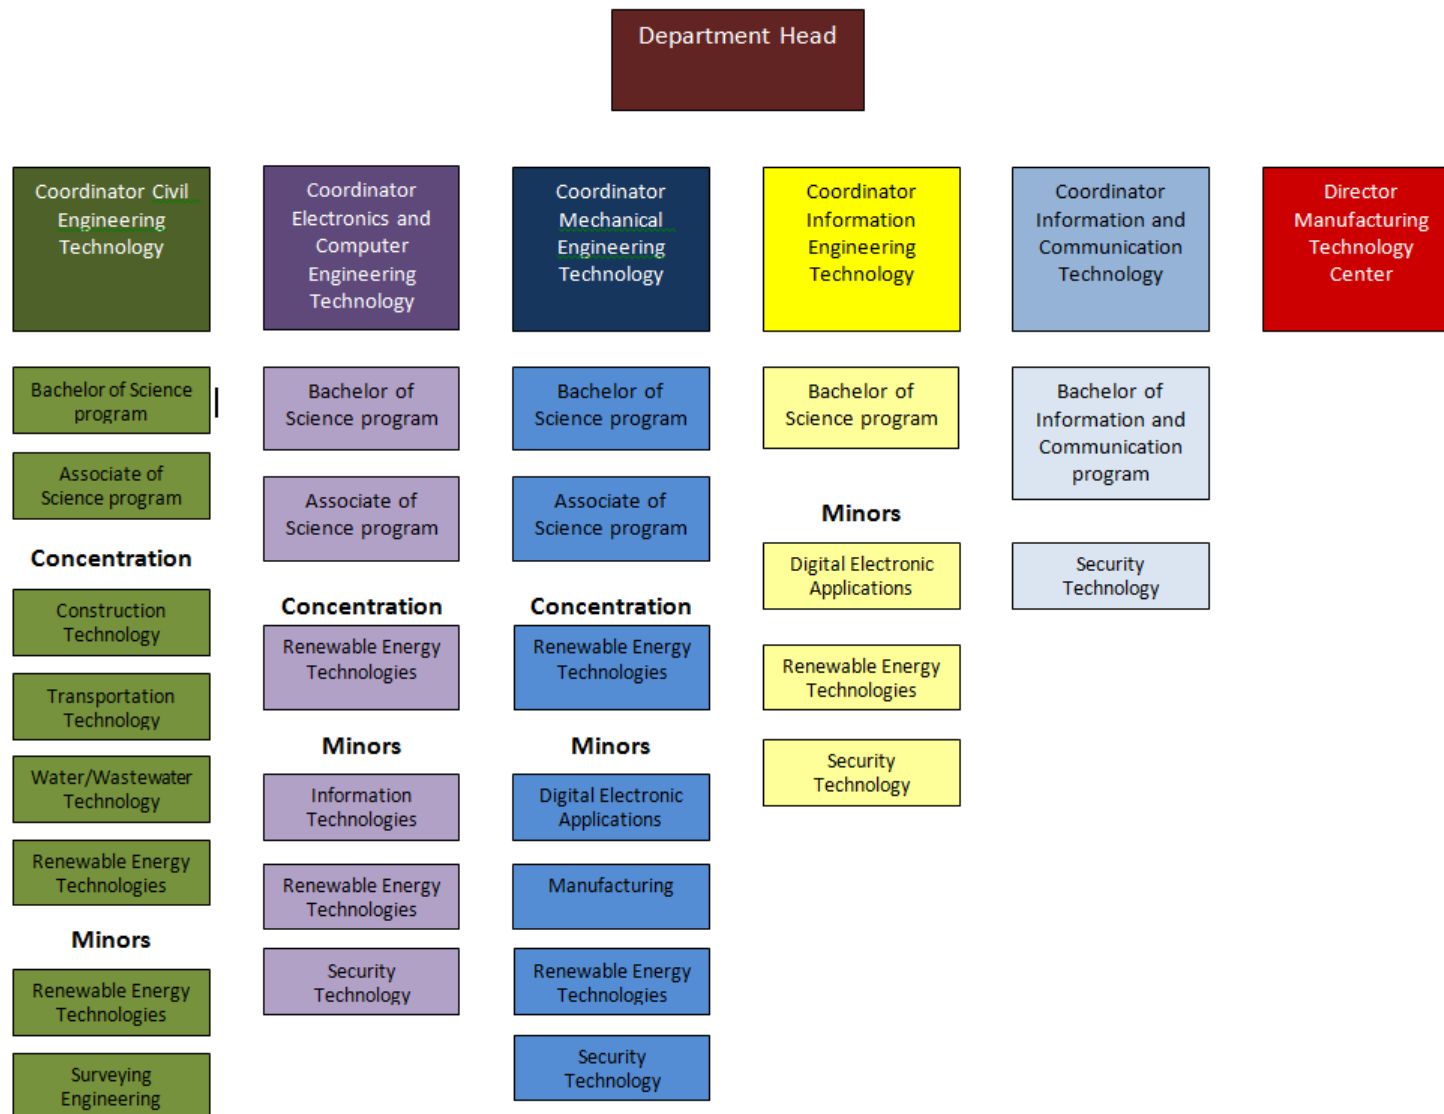 Department Head
Coordinator Civil
Engineering
Technology
Coordinator
Electronics and
Computer
Engineering
Technology
Coordinator
Mechanical
Engineering
Technology
Coordinator
Information
Engineering
Technology
Coordinator
Information and
Communication
Technology
Director
Manufacturing
Technology
Center
Bachelor of Science
program
Associate of
Science program
Concentration
Construction
Technology
Transportation
Technology
Water/Wastewater
Technology
Renewable Energy
Technologies
Minors
Renewable Energy
Technologies
Surveying
Engineering
Bachelor of
Science program
Associate of
Science program
Concentration
Renewable Energy
Technologies
Minors
Information
Technologies
Renewable Energy
Technologies
Security
Technology
Bachelor of
Science program
Associate of
Science program
Concentration
Renewable Energy
Technologies
Minors
Digital Electronic
Applications
Manufacturing
Renewable Energy
Technologies
Security
Technology
Bachelor of
Science program
Minors
Digital Electronic
Applications
Renewable Energy
Technologies
Security
Technology
Bachelor of
Information and
Communication
program
Security
Technology